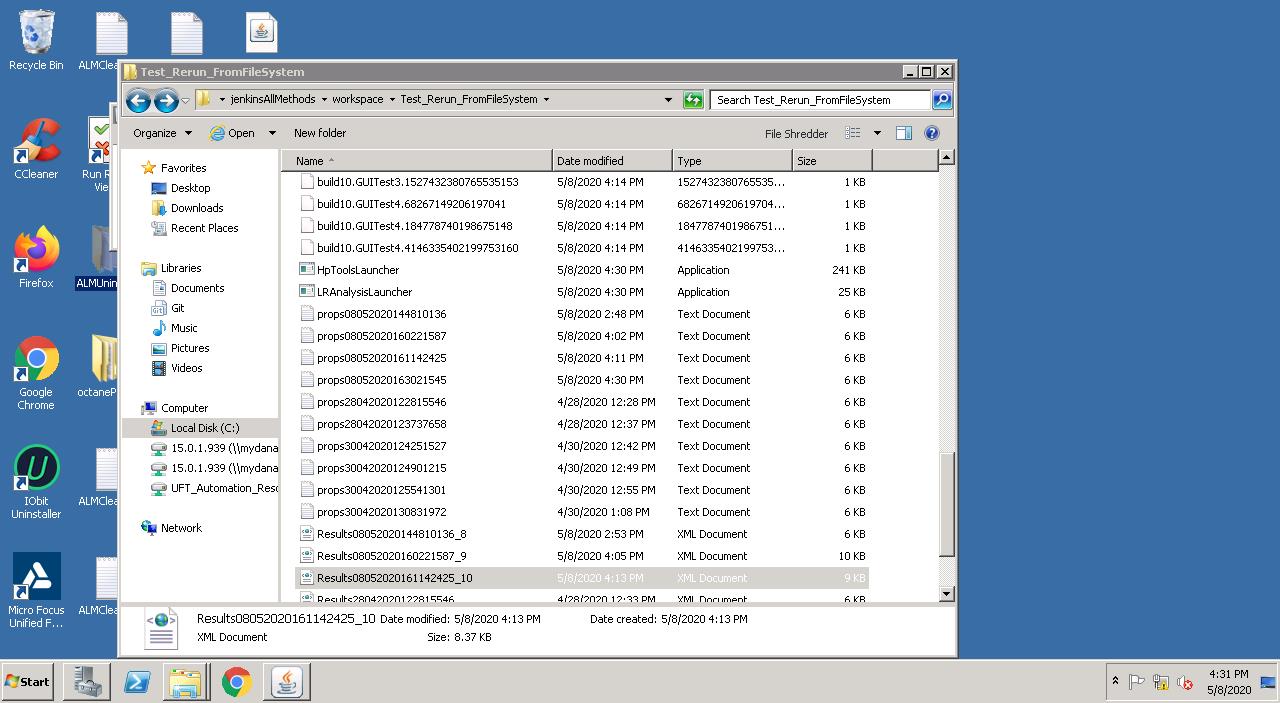 Recycle Bin
ALMClea
CCleaner
Run R
Vie
Firefox
ALMUnin
Google
Chrome
octaneP
IObit
Uninstaller
ALMClea
Micro Focus
Unified F...
ALMClea
Test_Rerun_FromFileSystem
jenkinsAllMethods
workspace
Test_Rerun_FromFileSystem
Search Test_Rerun_FromFileSystem
Organize
Open
New folder
File Shredder
Favorites
Desktop
Downloads
Recent Places
Libraries
Documents
Git
Music
Pictures
Videos
Computer
Local Disk (C:)
15.0.1.939 (\\mydana
15.0.1.939 (\\mydana
UFT_Automation_Reso
Network
Name Date modified Type Size
build10.GUITest3.1527432380765535153 5/8/2020 4:14 PM 15274323807655351... 1 KB
build10.GUITest4.68267149206197041 5/8/2020 4:14 PM 6826714920619704... 1 KB
build10.GUITest4.1847787401986​75148 5/8/2020 4:14 PM 184778740198675​1... 1 KB
build10.GUITest4.4146335401997753160 5/8/2020 4:14 PM 1 KB
HpToolsLauncher 5/8/2020 4:30 PM Application 241 KB
LRAnalysisLauncher 5/8/2020 4:30 PM Application 25 KB
props08052020144810136 5/8/2020 2:48 PM Text Document 6 KB
props08052020160221587 5/8/2020 4:02 PM Text Document 6 KB
props08052020161142425 5/8/2020 4:11 PM Text Document 6 KB
props08052020163021545 5/8/2020 4:30 PM Text Document 6 KB
props28042020122815546 4/28/2020 12:28 PM Text Document 6 KB
props28042020123737658 4/28/2020 12:37 PM Text Document 6 KB
props30042020124251527 4/30/2020 12:42 PM Text Document 6 KB
props30042020124901215 4/30/2020 12:49 PM Text Document 6 KB
props30042020125541301 4/30/2020 12:55 PM Text Document 6 KB
props30042020130831972 4/30/2020 1:08 PM Text Document 6 KB
Results08052020144810136_8 5/8/2020 2:53 PM XML Document 6 KB
Results08052020160221587_9 5/8/2020 4:05 PM XML Document 10 KB
Results08052020161142425_10 5/8/2020 4:13 PM XML Document 9 KB
Results28042020122815546 4/28/2020 12:33 PM XML Document 6 KB
Results08052020161142425_10 Date modified: 5/8/2020 4:13 PM Date created: 5/8/2020 4:13 PM
XML Document Size: 8.37 KB
Start
4:31 PM
5/8/2020